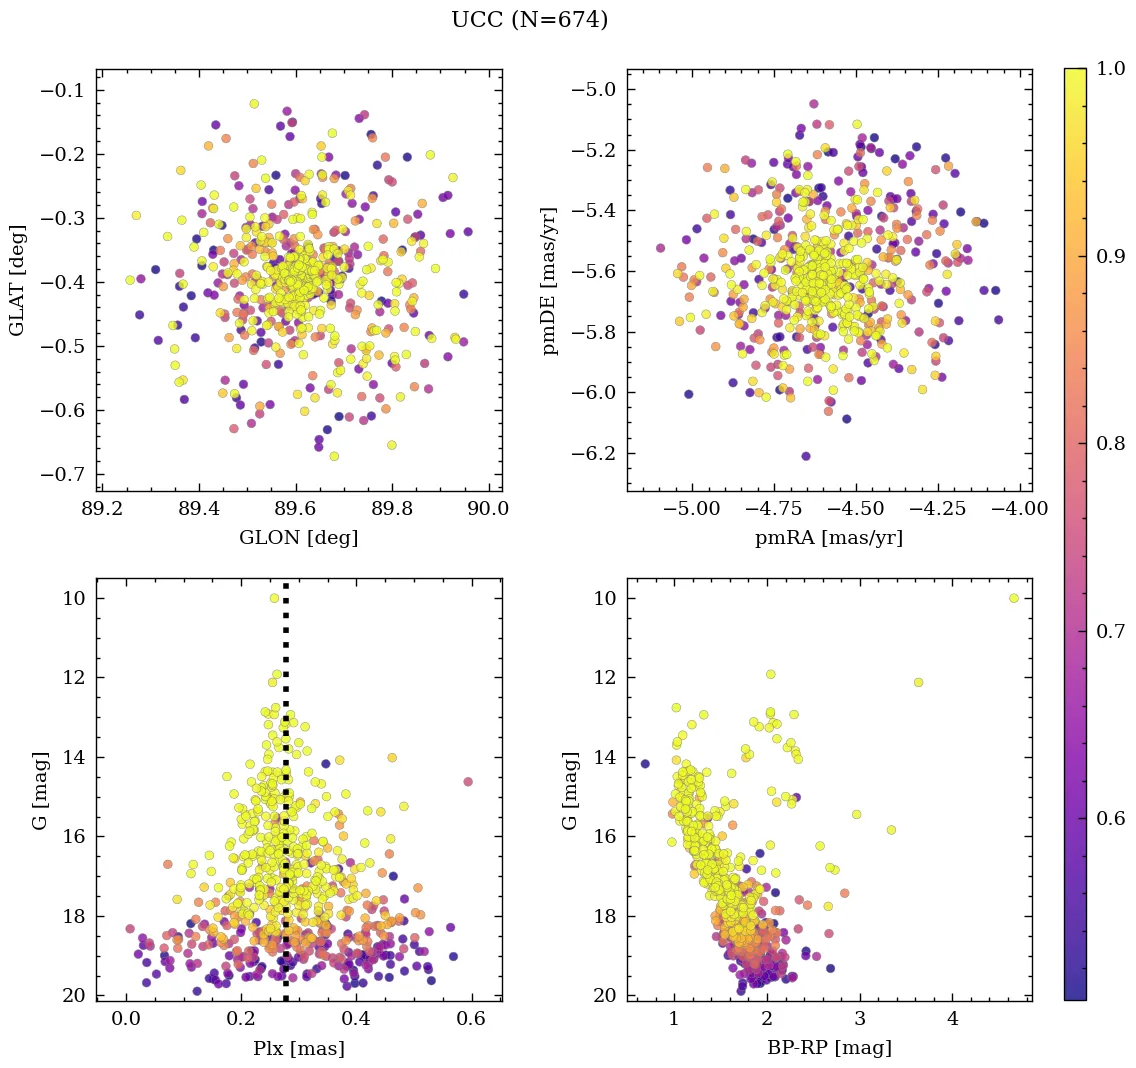 UCC (N=674)
−0.1
−0.2
−0.3
−0.4
−0.5
−0.6
−0.7
GLAT [deg]
89.2 89.4 89.6 89.8 90.0
GLON [deg]
−5.0
−5.2
−5.4
−5.6
−5.8
−6.0
−6.2
pmDE [mas/yr]
−5.00 −4.75 −4.50 −4.25 −4.00
pmRA [mas/yr]
10
12
14
16
18
20
G [mag]
0.0 0.2 0.4 0.6
Plx [mas]
10
12
14
16
18
20
G [mag]
1 2 3 4
BP-RP [mag]
1.0
0.9
0.8
0.7
0.6